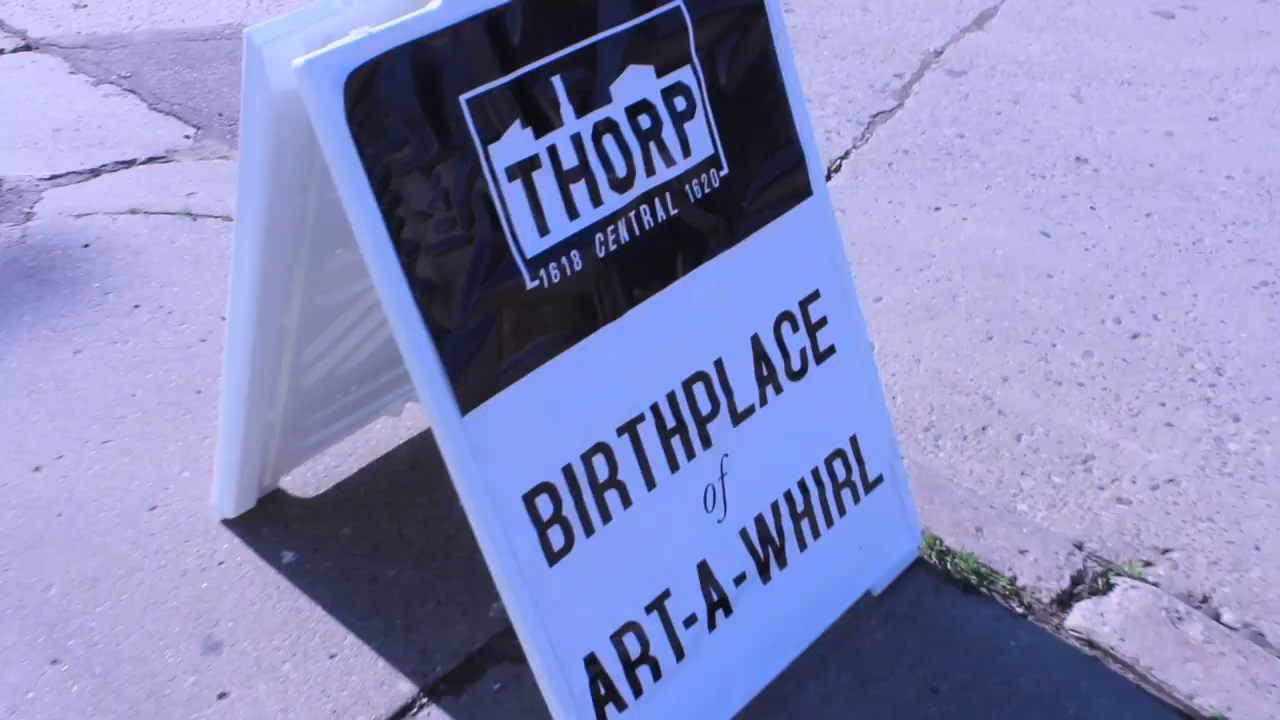 THORP
1618 CENTRAL 1620
BIRTHPLACE
of
ART-A-WHIRL